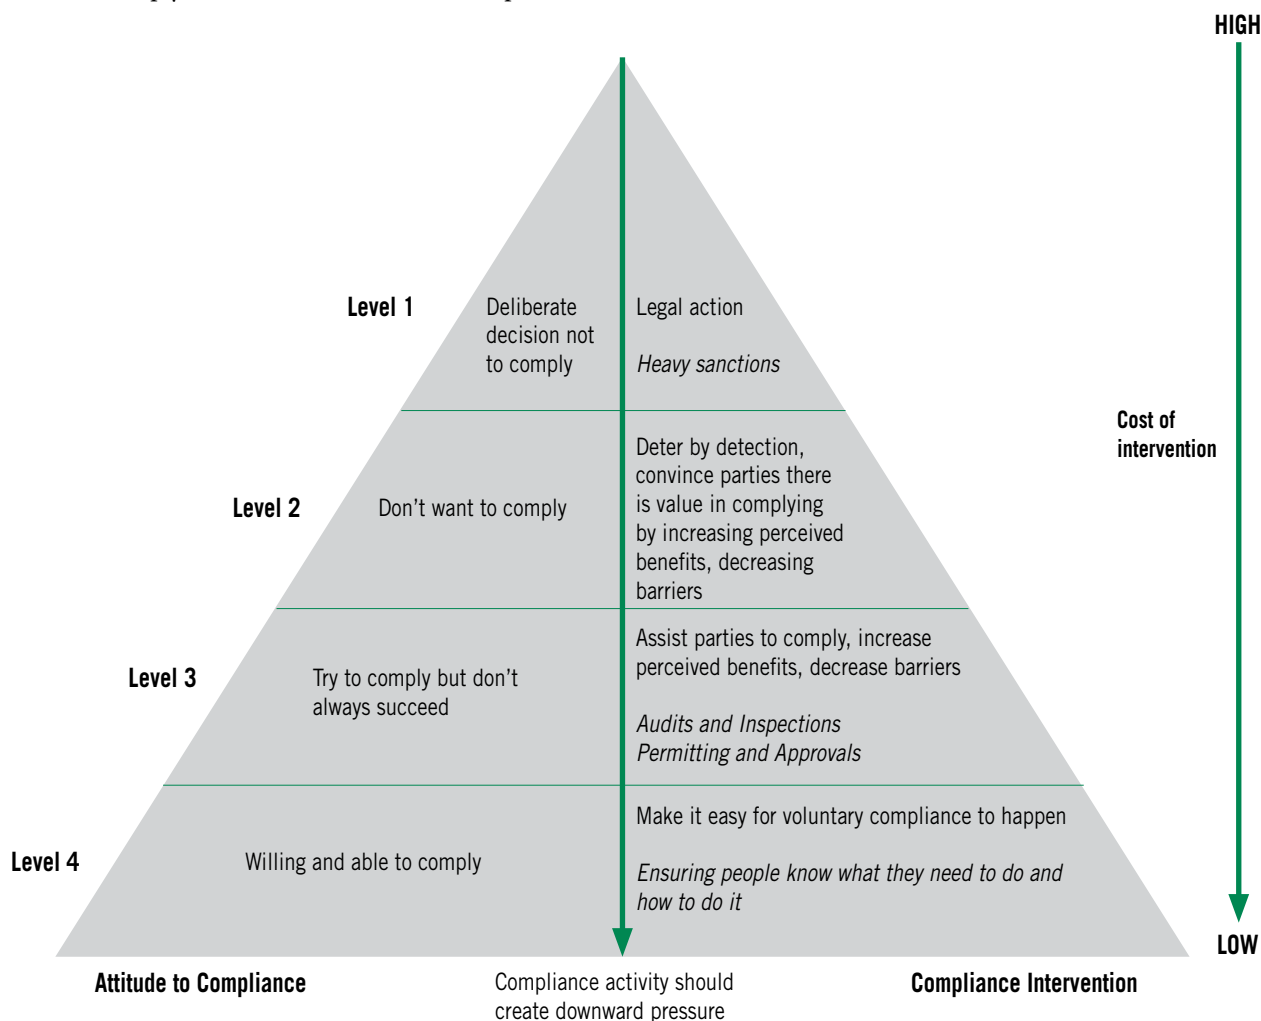 HIGH
Level 1
Deliberate
decision not
to comply
Legal action
Heavy sanctions
Cost of
intervention
Level 2
Don’t want to comply
Deter by detection,
convince parties there
is value in complying
by increasing perceived
benefits, decreasing
barriers
Level 3
Try to comply but don’t
always succeed
Assist parties to comply, increase
perceived benefits, decrease barriers
Audits and Inspections
Permitting and Approvals
Level 4
Willing and able to comply
Make it easy for voluntary compliance to happen
Ensuring people know what they need to do and
how to do it
LOW
Attitude to Compliance
Compliance activity should
create downward pressure
Compliance Intervention